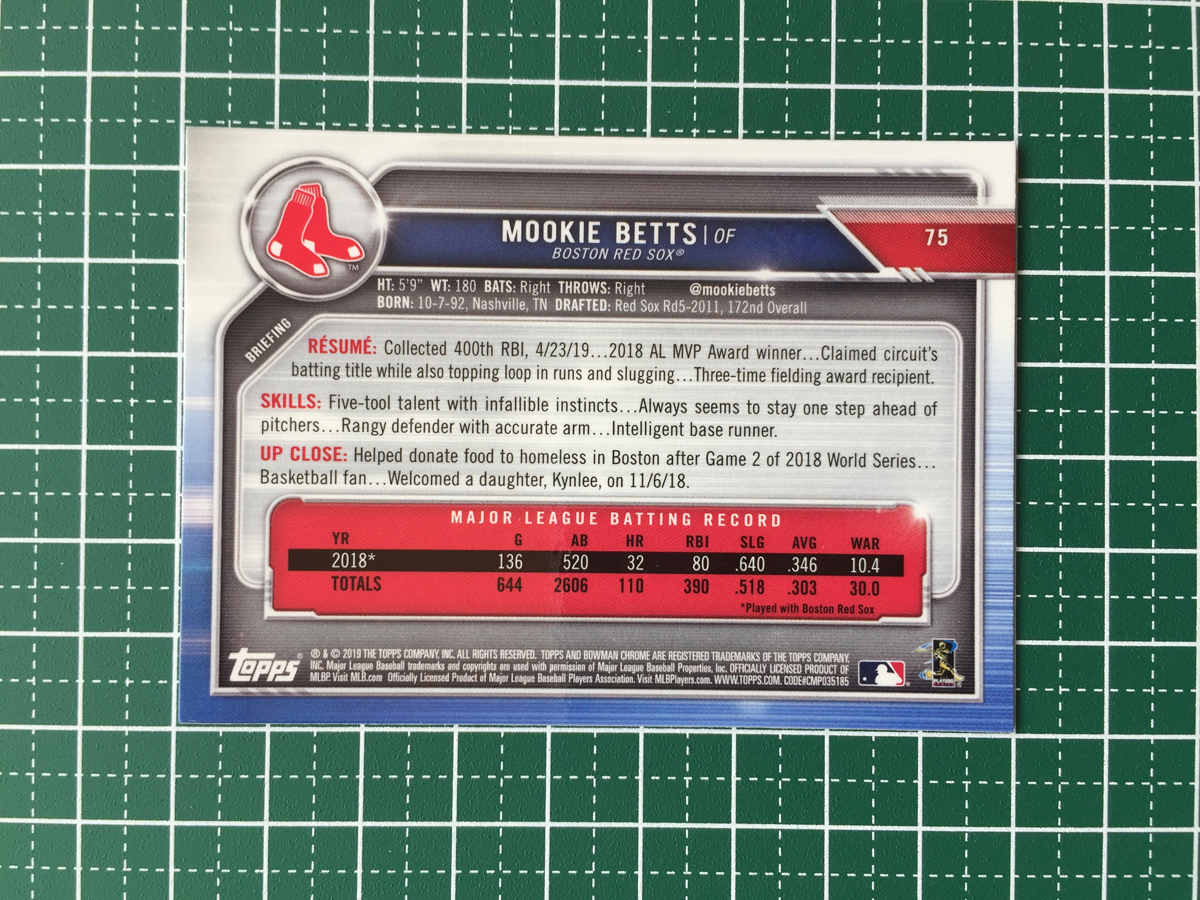 MOOKIE BETTS | OF
75
BOSTON RED SOX®
TM
HT: 5'9" WT: 180 BATS: Right THROWS: Right @mookiebetts
BORN: 10-7-92, Nashville, TN DRAFTED: Red Sox Rd5-2011, 172nd Overall
BRIEFING
RÉSUMÉ: Collected 400th RBI, 4/23/19...2018 AL MVP Award winner...Claimed circuit's
batting title while also topping loop in runs and slugging...Three-time fielding award recipient.
SKILLS: Five-tool talent with infallible instincts...Always seems to stay one step ahead of
pitchers...Rangy defender with accurate arm...Intelligent base runner.
UP CLOSE: Helped donate food to homeless in Boston after Game 2 of 2018 World Series...
Basketball fan...Welcomed a daughter, Kynlee, on 11/6/18.
MAJOR LEAGUE BATTING RECORD
YR G AB HR RBI SLG AVG WAR
2018* 136 520 32 80 .640 .346 10.4
TOTALS 644 2606 110 390 .518 .303 30.0
*Played with Boston Red Sox
topps®
® & © 2019 THE TOPPS COMPANY, INC. ALL RIGHTS RESERVED. TOPPS AND BOWMAN CHROME ARE REGISTERED TRADEMARKS OF THE TOPPS COMPANY,
INC. Major League Baseball trademarks and copyrights are used with permission of Major League Baseball Properties, Inc. OFFICIALLY LICENSED PRODUCT OF
MLBP. Visit MLB.com Officially Licensed Product of Major League Baseball Players Association. Visit MLBPlayers.com. WWW.TOPPS.COM. CODE#CMP035185